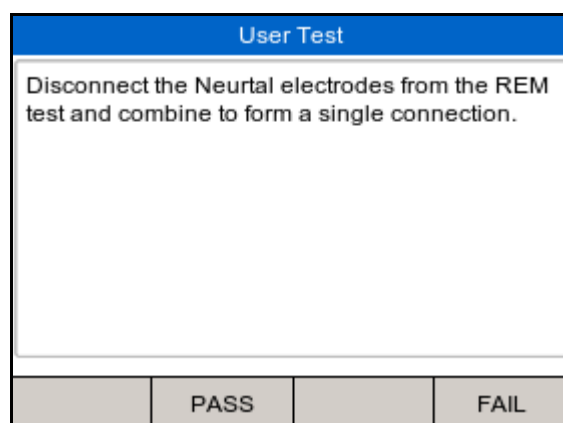 User Test
Disconnect the Neurtal electrodes from the REM
test and combine to form a single connection.
PASS
FAIL